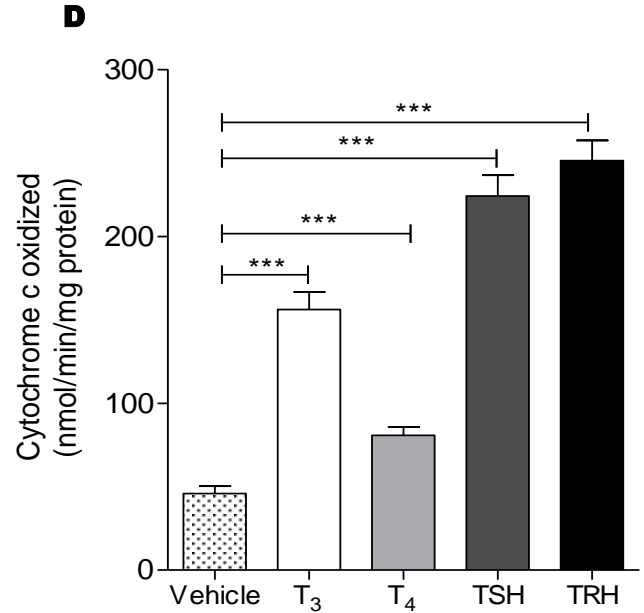 D
300
***
***
200
***
***
100
0
Cytochrome c oxidized
(nmol/min/mg protein)
Vehicle T₃ T₄ TSH TRH